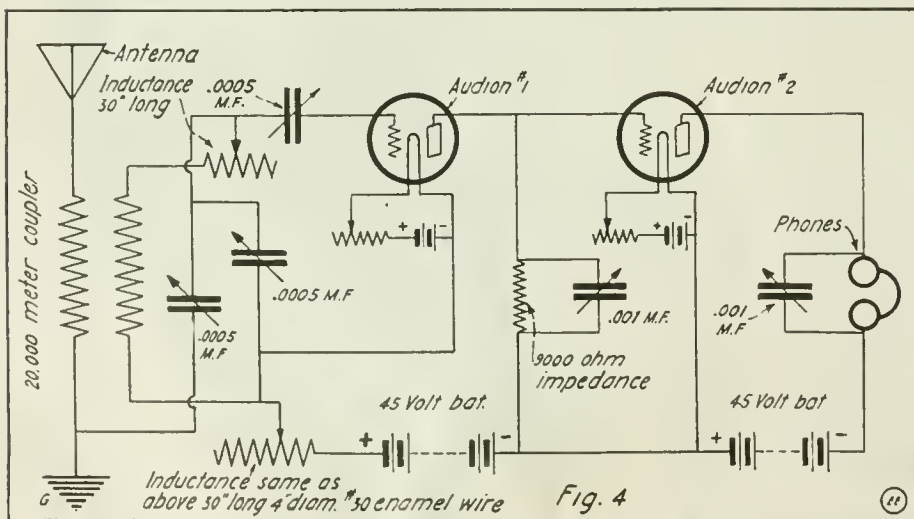 Antenna
Inductance
30" long
.0005
M.F.
Audion #1
Audion #2
20,000 meter coupler
.0005 M.F
.0005
M.F
+ -
+ -
Phones
.001 M.F.
.001
M.F
9000 ohm
impedance
45 Volt bat.
+ -
45 Volt bat
+ -
Inductance same as
above 30" long 4" diam. #30 enamel wire
G
Fig. 4